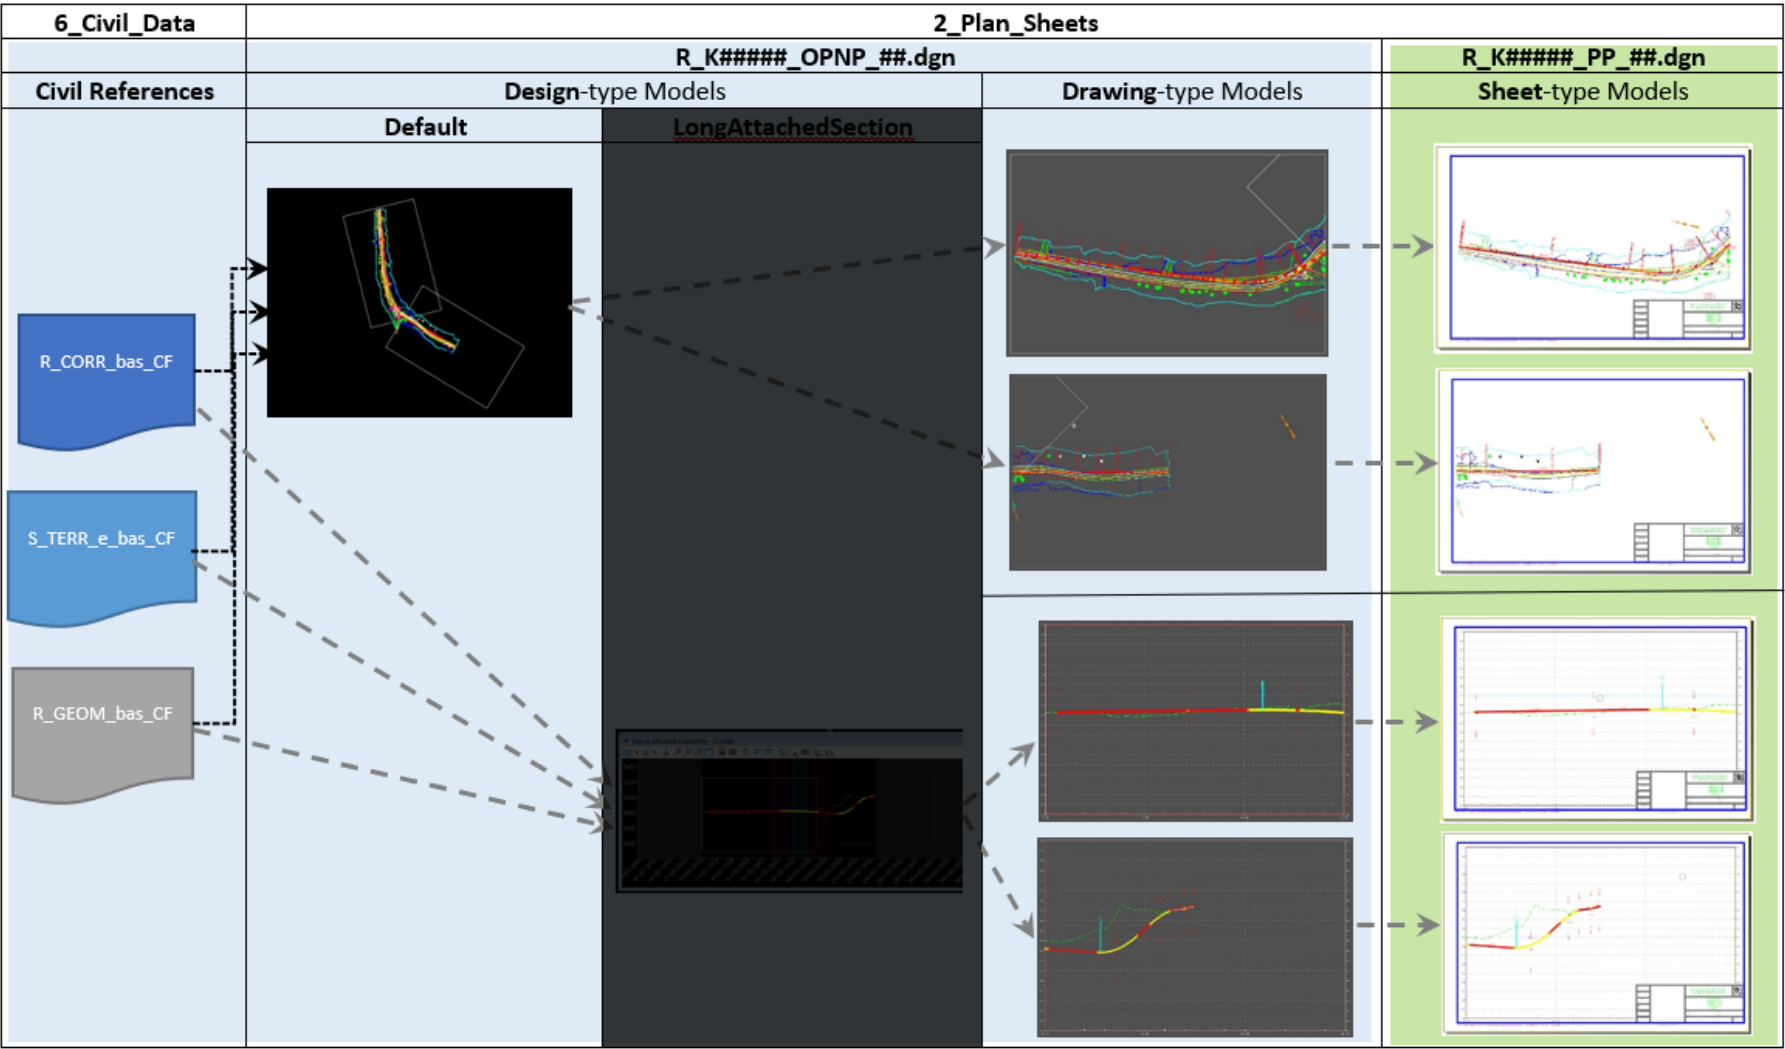 6_Civil_Data
2_Plan_Sheets
R_K#####_OPNP_##.dgn
R_K#####_PP_##.dgn
Civil References
Design-type Models
Drawing-type Models
Sheet-type Models
Default
LongAttachedSection
R_CORR_bas_CF
S_TERR_e_bas_CF
R_GEOM_bas_CF